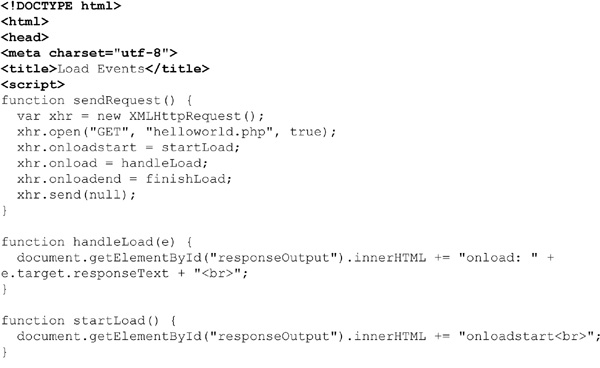 <!DOCTYPE html>
<html>
<head>
<meta charset="utf-8">
<title>Load Events</title>
<script>
function sendRequest() {
  var xhr = new XMLHttpRequest();
  xhr.open("GET", "helloworld.php", true);
  xhr.onloadstart = startLoad;
  xhr.onload = handleLoad;
  xhr.onloadend = finishLoad;
  xhr.send(null);
}

function handleLoad(e) {
  document.getElementById("responseOutput").innerHTML += "onload: " +
e.target.responseText + "<br>";
}

function startLoad() {
  document.getElementById("responseOutput").innerHTML += "onloadstart<br>";
}